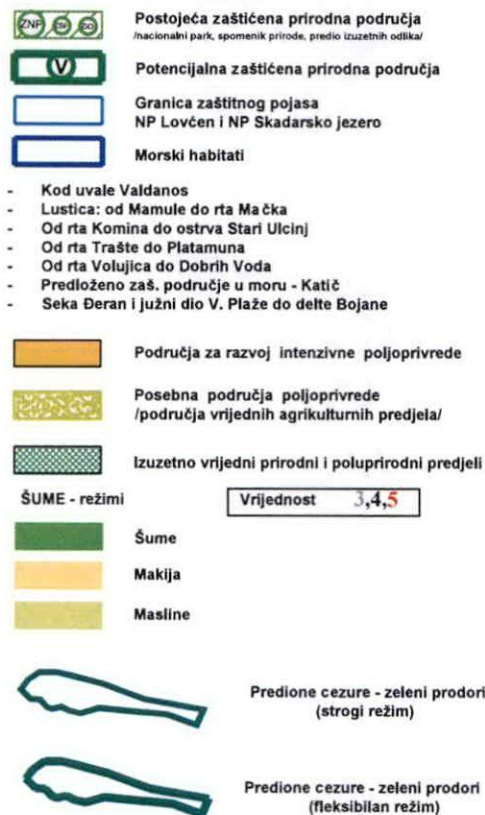 ZNP
Postojeća zaštićena prirodna područja
/nacionalni park, spomenik prirode, predio izuzetnih odlika/
V
Potencijalna zaštićena prirodna područja
Granica zaštitnog pojasa
NP Lovćen i NP Skadarsko jezero
Morski habitati
- Kod uvale Valdanos
- Lustica: od Mamule do rta Mačka
- Od rta Komina do ostrva Stari Ulcinj
- Od rta Trašte do Platamuna
- Od rta Volujica do Dobrih Voda
- Predloženo zaš. područje u moru - Katič
- Seka Đeran i južni dio V. Plaže do delte Bojane
Područja za razvoj intenzivne poljoprivrede
Posebna područja poljoprivrede
/područja vrijednih agrikulturnih predjela/
Izuzetno vrijedni prirodni i poluprirodni predjeli
ŠUME - režimi
Vrijednost 3,4,5
Šume
Makija
Masline
Predione cezure - zeleni prodori
(strogi režim)
Predione cezure - zeleni prodori
(fleksibilan režim)